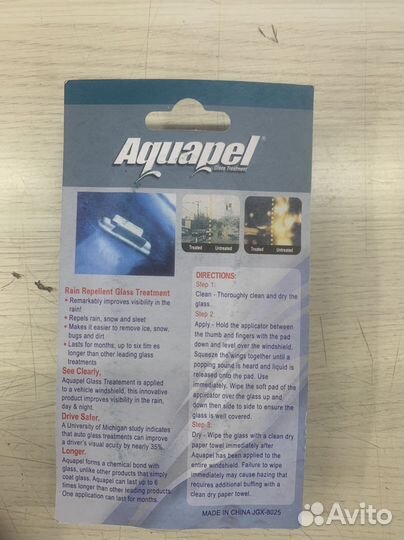 Aquapel
Glass Treatment
Treated Untreated
Treated Untreated
Rain Repellent Glass Treatment
• Remarkably improves visibility in the
rain!
• Repels rain, snow and sleet
• Makes it easier to remove ice, snow,
bugs and dirt
• Lasts for months; up to six tim es
longer than other leading glass
treatments
See Clearly,
Aquapel Glass Treatement is applied
to a vehicle windshield, this innovative
product improves visibility in the rain,
day & night.
Drive Safer.
A University of Michigan study indicates
that auto glass treatments can improve
a driver's visual acuity by nearly 35%.
Longer.
Aquapel forms a chemical bond with
glass, unlike other products that simply
coat glass, Aquapel can last up to 6
times longer than other leading products.
One application can last for months.
DIRECTIONS:
Step 1:
Clean - Thoroughly clean and dry the
glass.
Step 2:
Apply - Hold the applicator between
the thumb and fingers with the pad
down and level over the windshield.
Squeeze the wings together until a
popping sound is heard and liquid is
released onto the pad. Use
immediately. Wipe the soft pad of the
applicator over the glass up and
down then side to side to ensure the
glass is well covered.
Step 3:
Dry - Wipe the glass with a clean dry
paper towel immediately after
Aquapel has been applied to the
entire windshield. Failure to wipe
immediately may cause hazing that
requires additional buffing with a
clean dry paper towel.
MADE IN CHINA JGX-8025
Avito